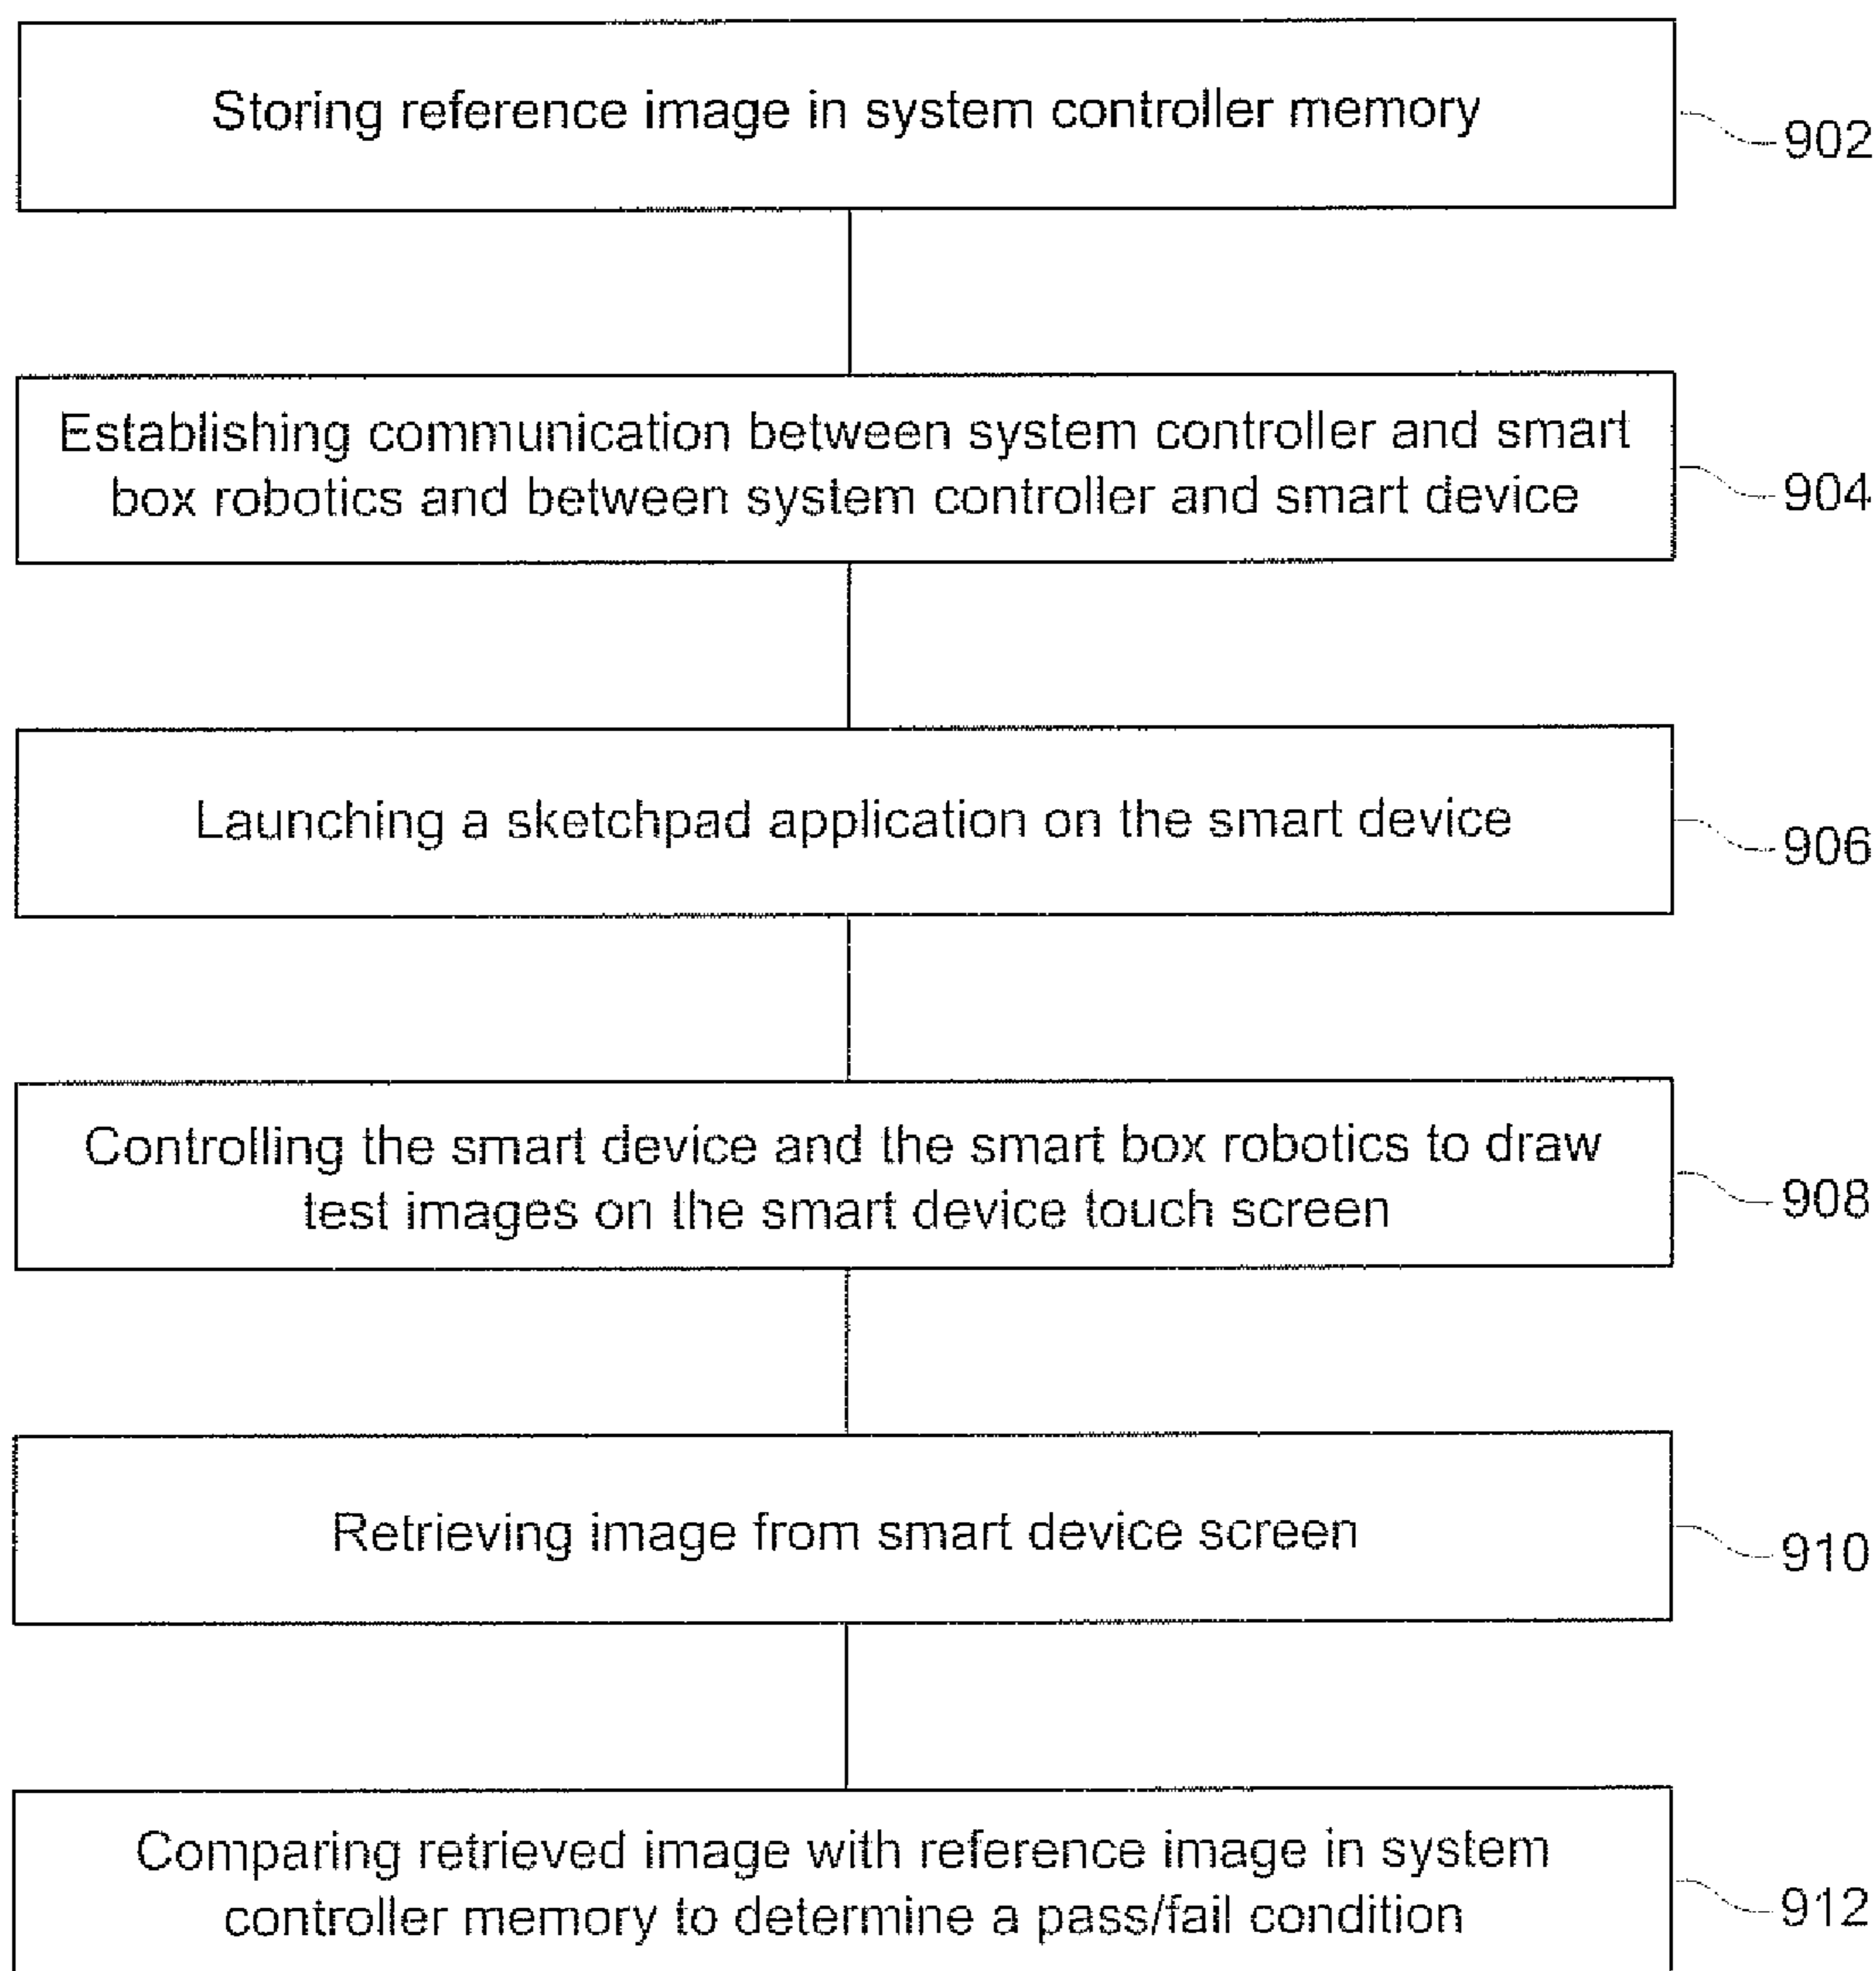 Storing reference image in system controller memory
902
Establishing communication between system controller and smart
box robotics and between system controller and smart device
904
Launching a sketchpad application on the smart device
906
Controlling the smart device and the smart box robotics to draw
test images on the smart device touch screen
908
Retrieving image from smart device screen
910
Comparing retrieved image with reference image in system
controller memory to determine a pass/fail condition
912